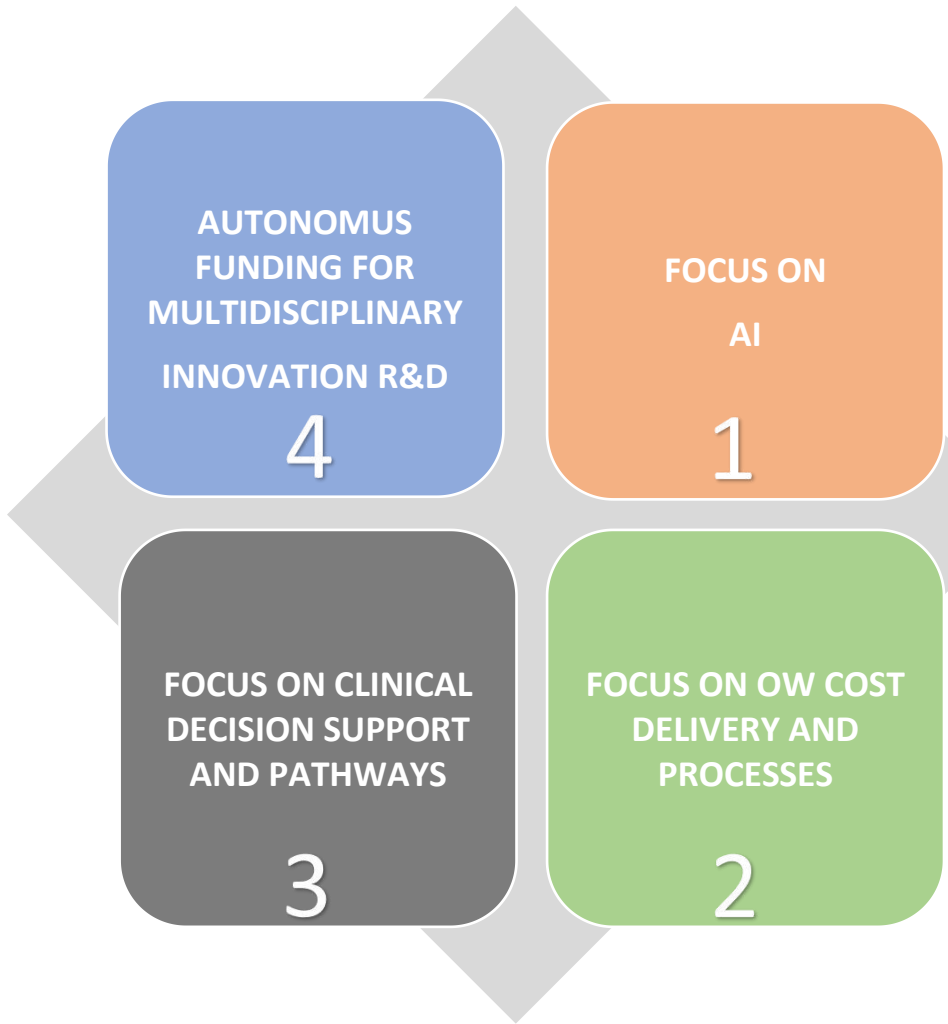 AUTONOMUS
FUNDING FOR
MULTIDISCIPLINARY
INNOVATION R&D
4
FOCUS ON
AI
1
FOCUS ON CLINICAL
DECISION SUPPORT
AND PATHWAYS
3
FOCUS ON OW COST
DELIVERY AND
PROCESSES
2